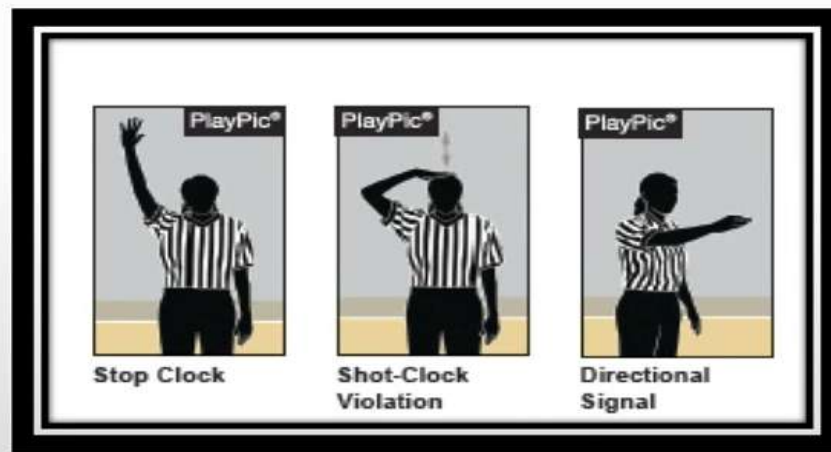 PlayPic®
PlayPic®
PlayPic®
Stop Clock
Shot-Clock
Violation
Directional
Signal